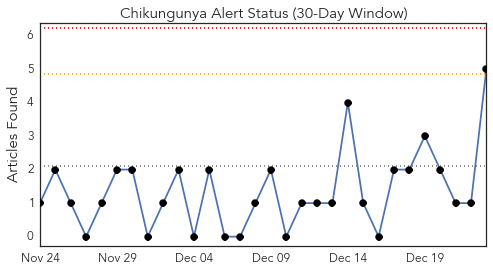 Chikungunya Alert Status (30-Day Window)
Articles Found
6
5
4
3
2
1
0
Nov 24 Nov 29 Dec 04 Dec 09 Dec 14 Dec 19